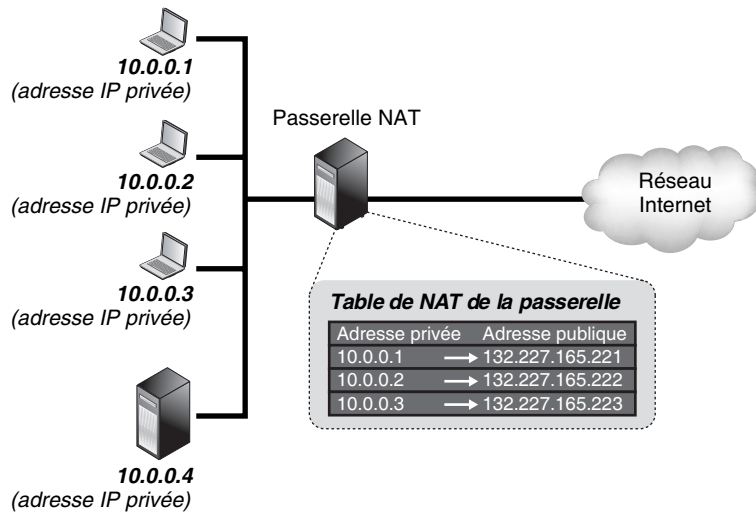 10.0.0.1
(adresse IP privée)
10.0.0.2
(adresse IP privée)
10.0.0.3
(adresse IP privée)
10.0.0.4
(adresse IP privée)
Passerelle NAT
Réseau
Internet
Table de NAT de la passerelle
Adresse privée Adresse publique
10.0.0.1 → 132.227.165.221
10.0.0.2 → 132.227.165.222
10.0.0.3 → 132.227.165.223